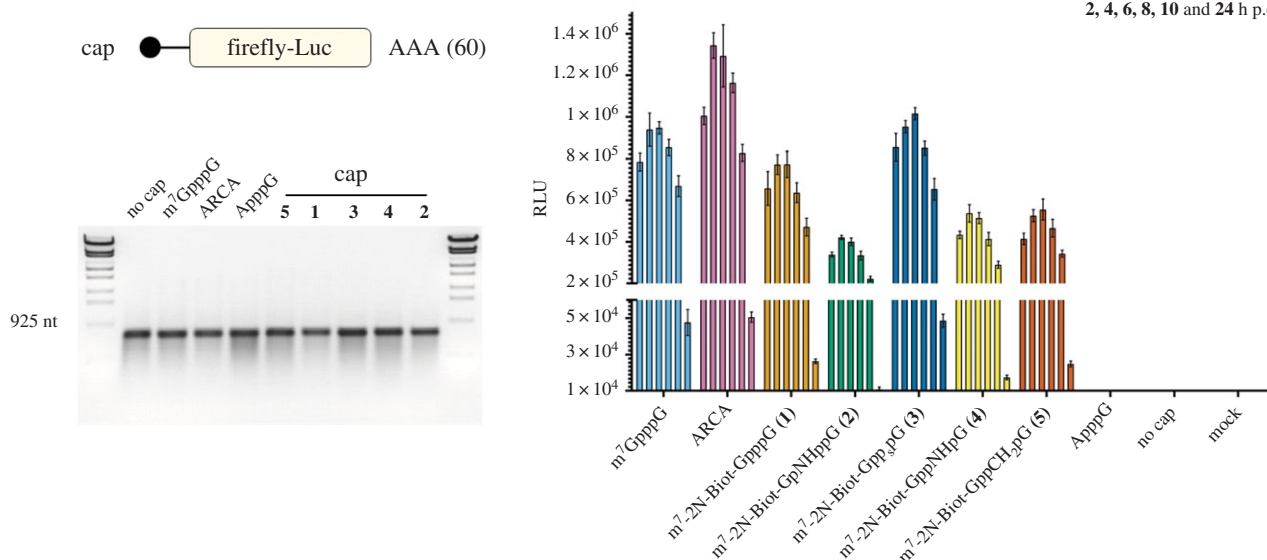 cap firefly-Luc AAA (60)
no cap
m⁷GpppG
ARCA
ApppG
cap
5 1 3 4 2
925 nt
2, 4, 6, 8, 10 and 24 h
RLU
1.4 × 10⁶
1.2 × 10⁶
1 × 10⁶
8 × 10⁵
6 × 10⁵
4 × 10⁵
2 × 10⁵
5 × 10⁴
3 × 10⁴
1 × 10⁴
m⁷GpppG
ARCA
m⁷-2N-Biot-GpppG (1)
m⁷-2N-Biot-GpNHppG (2)
m⁷-2N-Biot-GppₛpG (3)
m⁷-2N-Biot-GppNHpG (4)
m⁷-2N-Biot-GppCH₂pG (5)
ApppG
no cap
mock